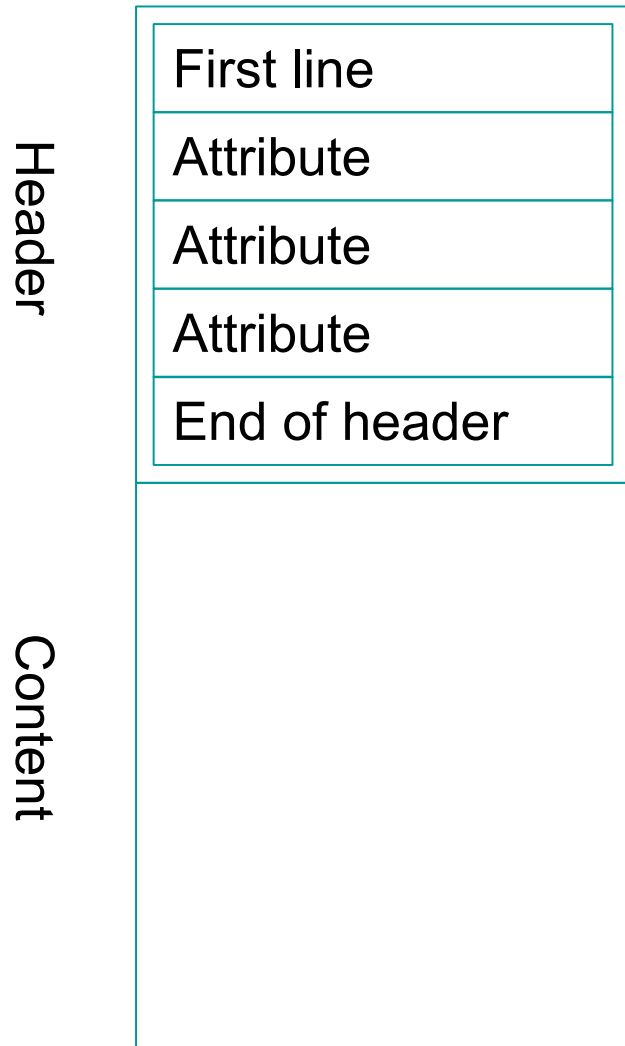 Header
First line
Attribute
Attribute
Attribute
End of header
Content